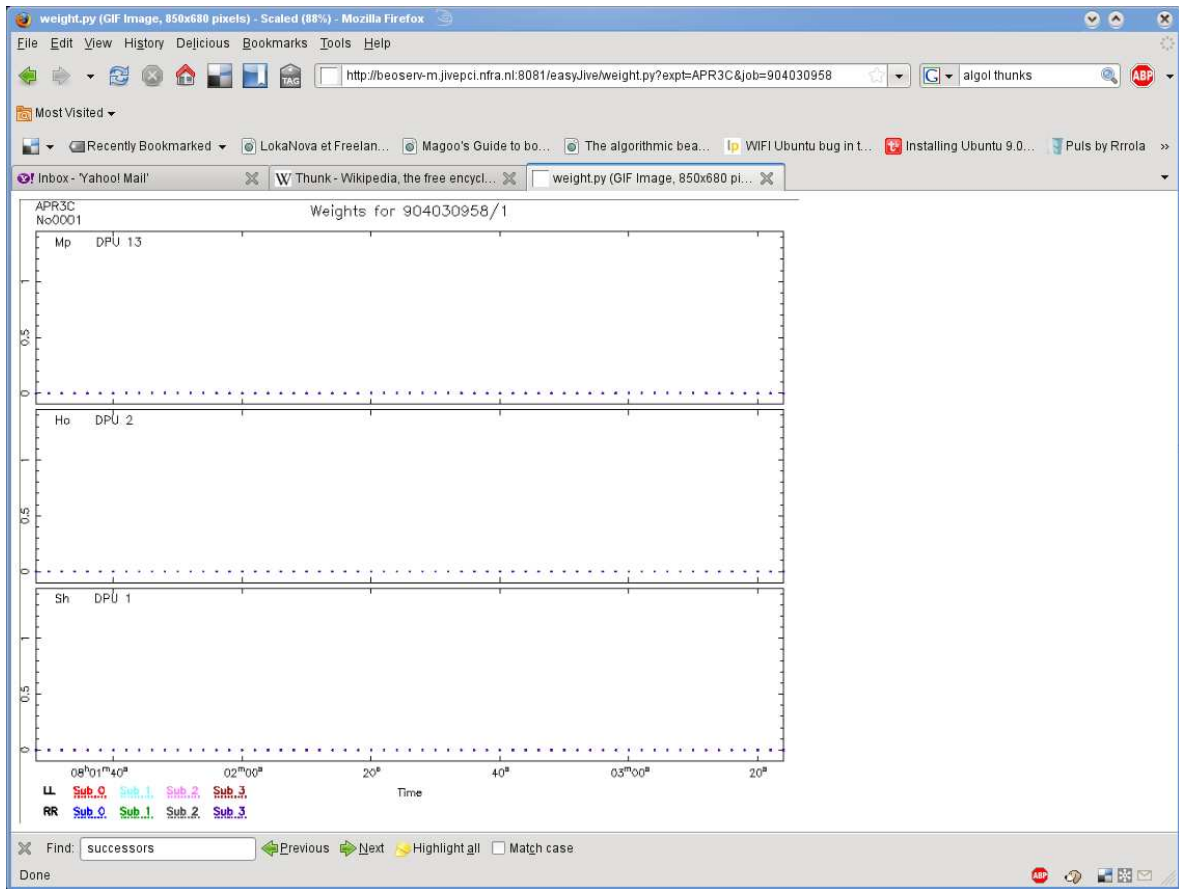 weight.py (GIF Image, 850x680 pixels) - Scaled (88%) - Mozilla Firefox
File Edit View History Delicious Bookmarks Tools Help
TAG http://beoserv-m.jivepci.nfra.nl:8081/easyJive/weight.py?expt=APR3C&job=904030958 G algol thunks ABP
Most Visited
Recently Bookmarked LokaNova et Freelan... Magoo's Guide to bo... The algorithmic bea... lp WIFI Ubuntu bug in t... Installing Ubuntu 9.0... Puls by Rrrola »
Y! Inbox - 'Yahoo! Mail' W Thunk - Wikipedia, the free encycl... weight.py (GIF Image, 850x680 pi...
APR3C
No0001
Weights for 904030958/1
Mp DPU 13
1
0.5
0
Ho DPU 2
1
0.5
0
Sh DPU 1
1
0.5
0
08h01m40s 02m00s 20s 40s 03m00s 20s
Time
LL Sub 0 Sub 1 Sub 2 Sub 3
RR Sub 0 Sub 1 Sub 2 Sub 3
Find: successors Previous Next Highlight all Match case
Done ABP